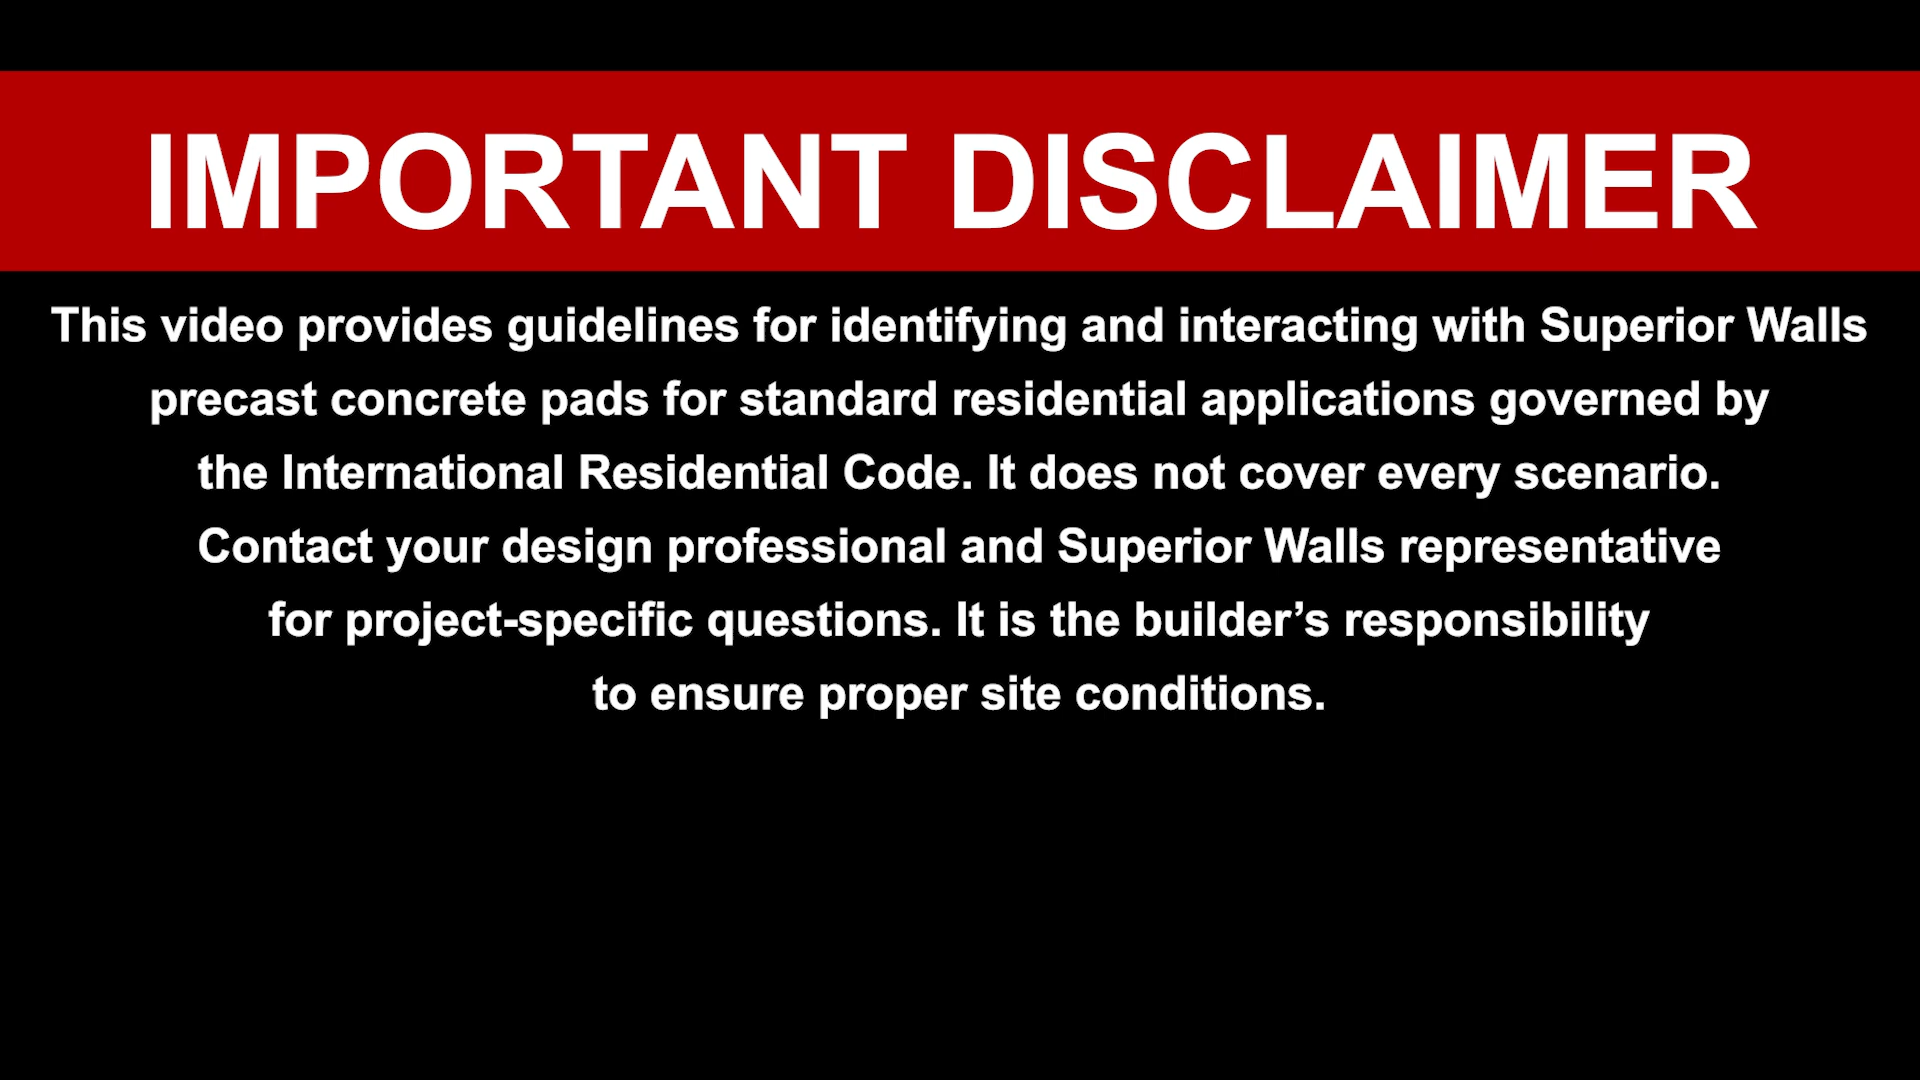 IMPORTANT DISCLAIMER
This video provides guidelines for identifying and interacting with Superior Walls
precast concrete pads for standard residential applications governed by
the International Residential Code. It does not cover every scenario.
Contact your design professional and Superior Walls representative
for project-specific questions. It is the builder’s responsibility
to ensure proper site conditions.